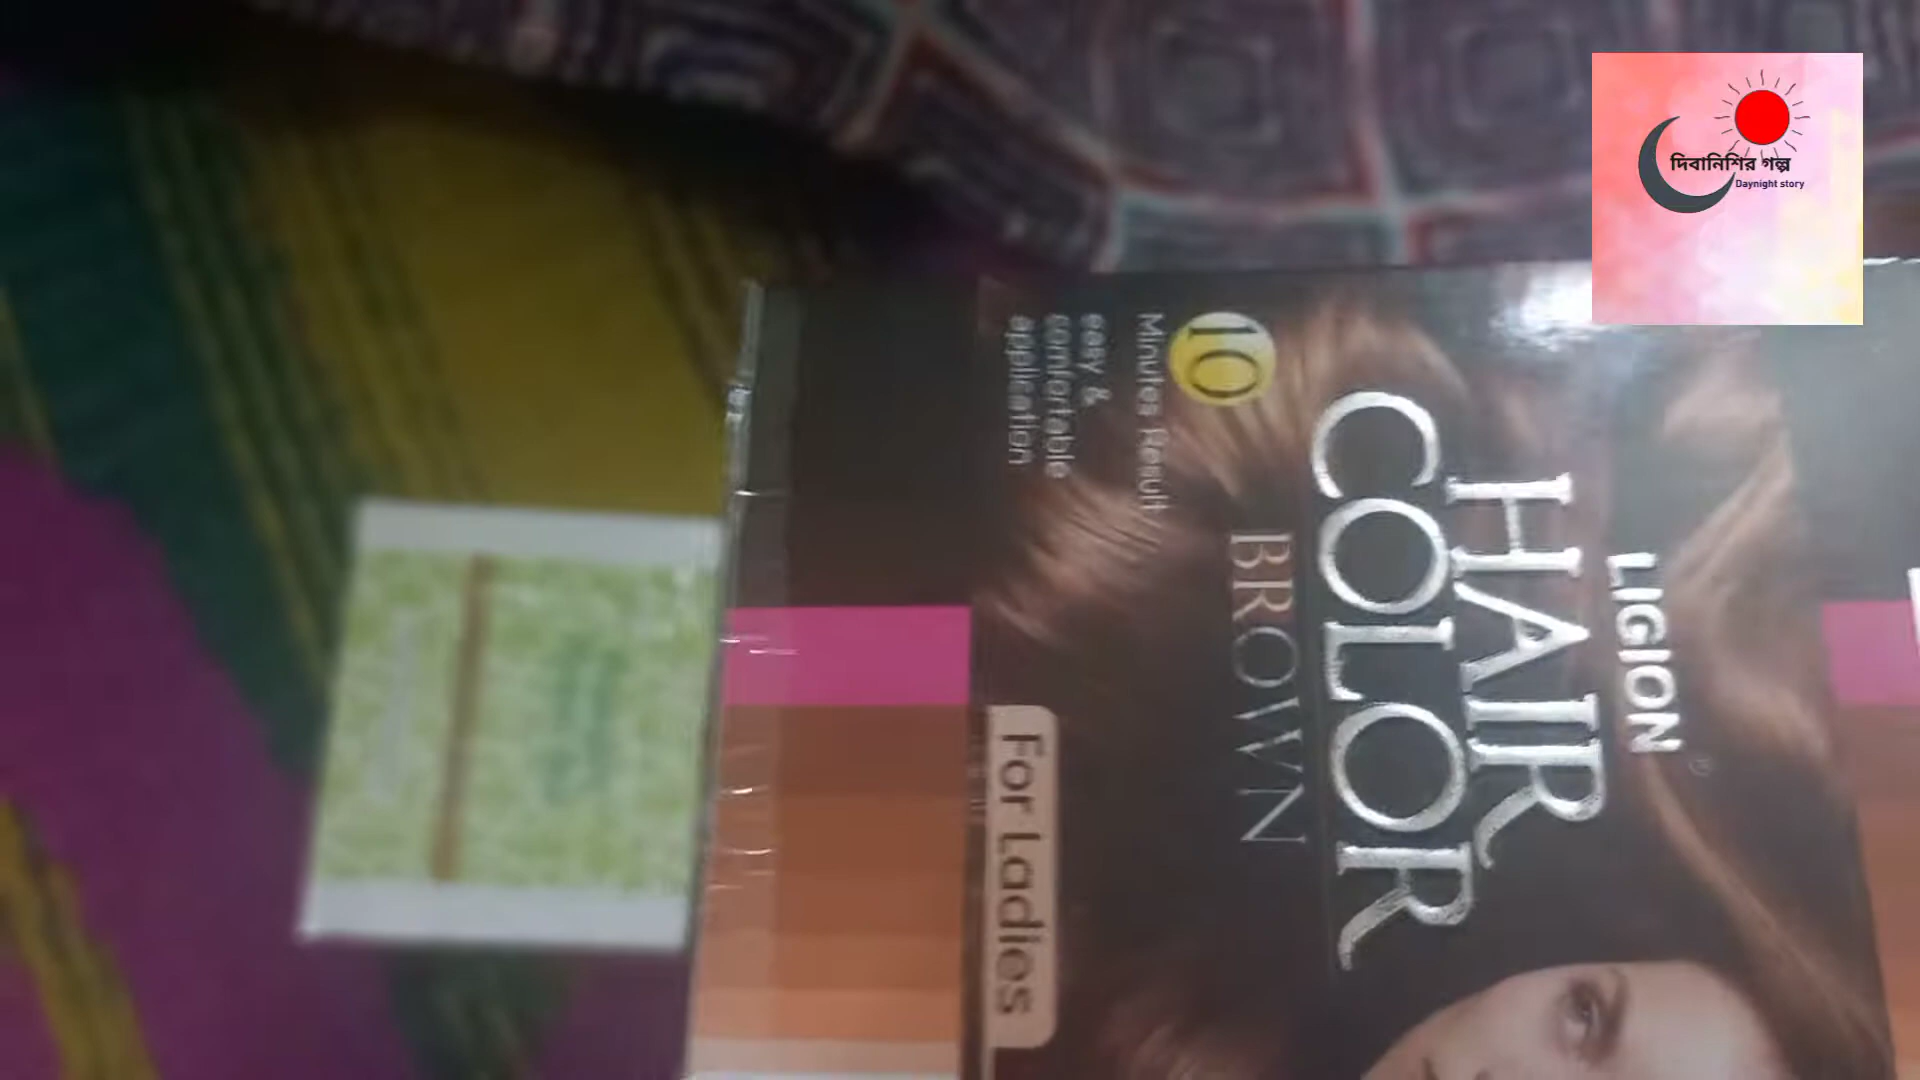 দিবানিশির গল্প
Daynight story
LIGION
®
HAIR
COLOR
BROWN
10
Minutes Result
easy &
comfortable
application
For Ladies